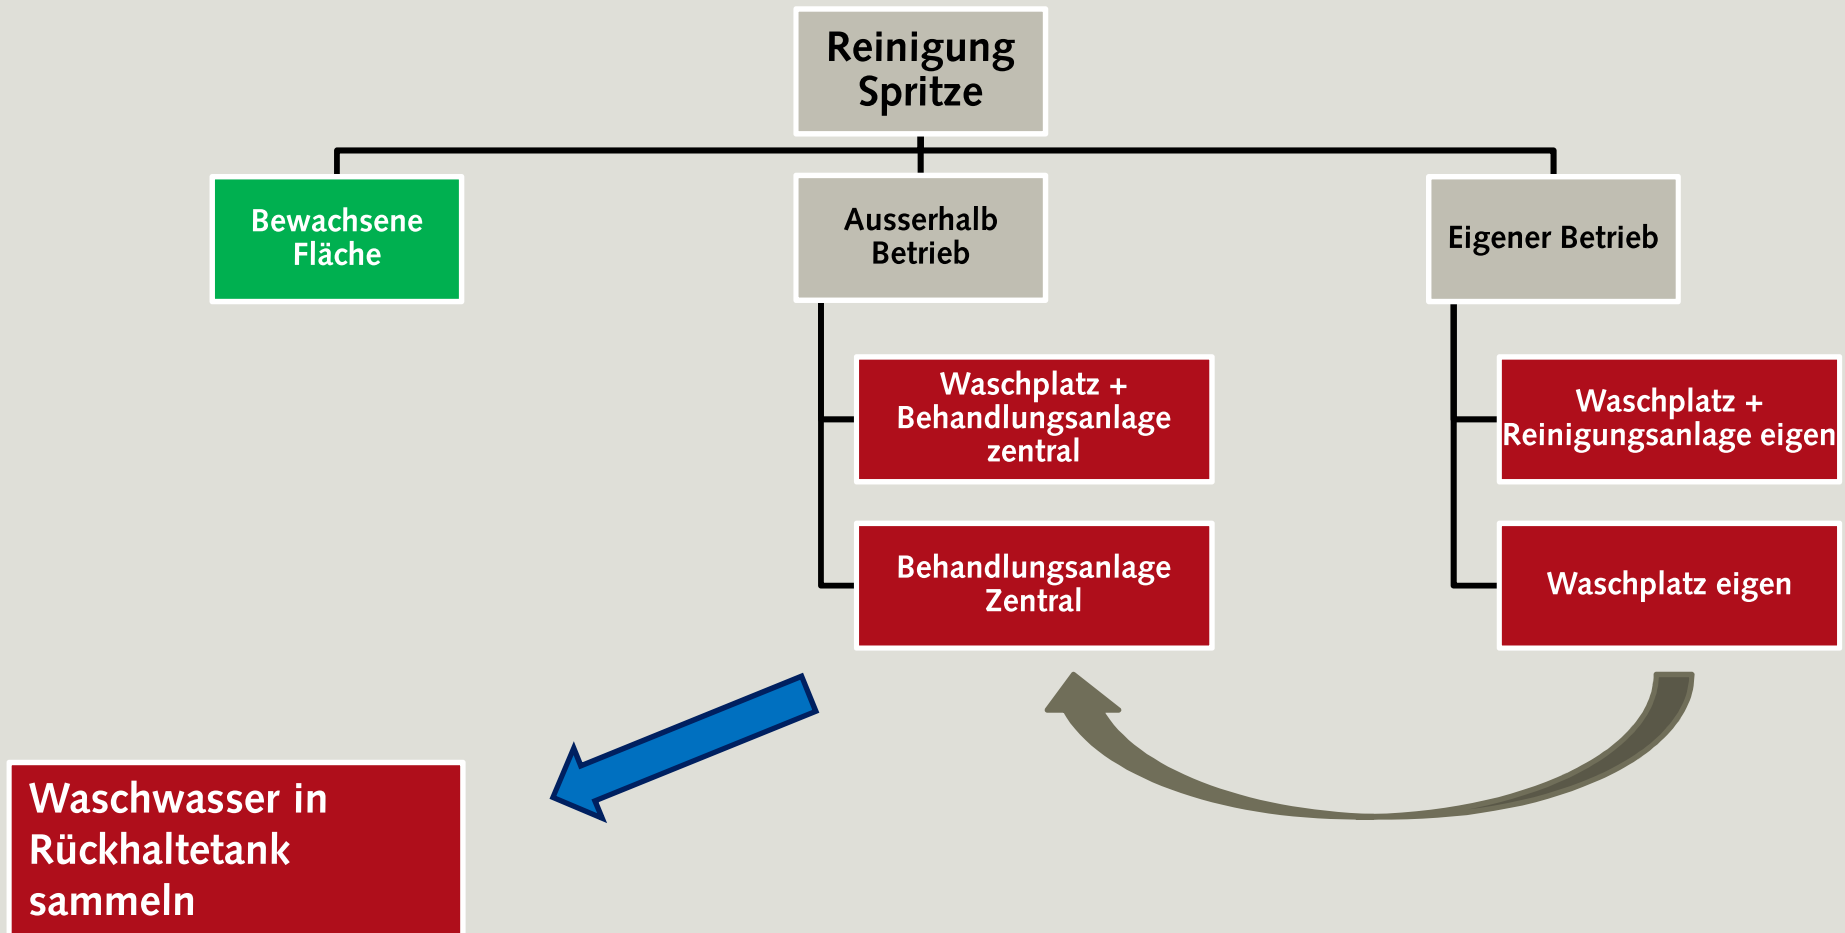 Reinigung
Spritze
Bewachsene
Fläche
Ausserhalb
Betrieb
Eigener Betrieb
Waschplatz +
Behandlungsanlage
zentral
Waschplatz +
Reinigungsanlage eigen
Behandlungsanlage
Zentral
Waschplatz eigen
Waschwasser in
Rückhaltetank
sammeln